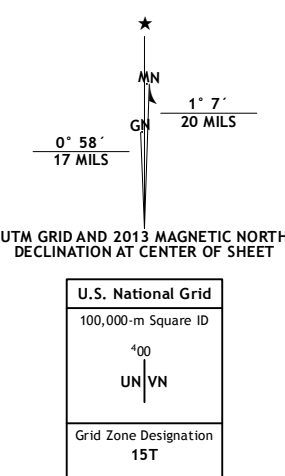 ★
MN
1° 7´
20 MILS
GN
0° 58´
17 MILS
UTM GRID AND 2013 MAGNETIC NORTH
DECLINATION AT CENTER OF SHEET
U.S. National Grid
100,000-m Square ID
⁴00
UN VN
Grid Zone Designation
15T